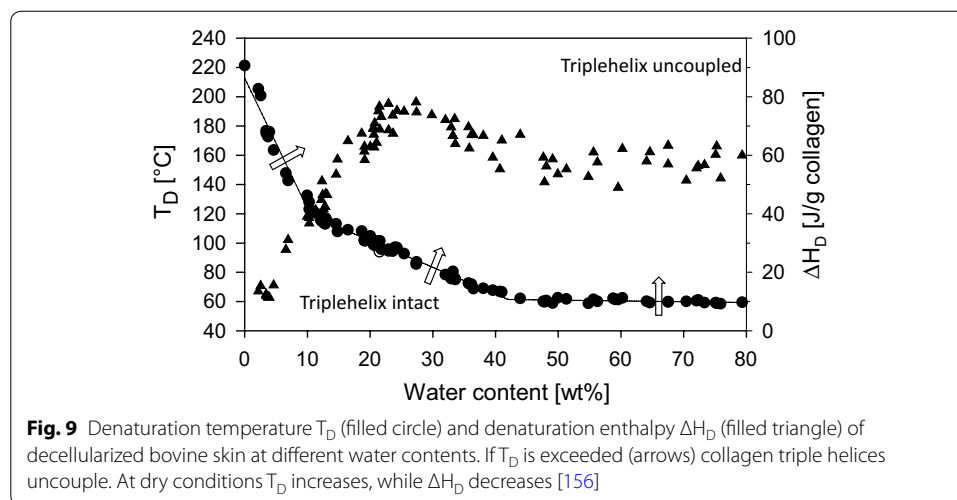 240
220
200
180
160
140
120
100
80
60
40
T_D [°C]
100
80
60
40
20
0
ΔH_D [J/g collagen]
Triplehelix uncoupled
Triplehelix intact
0 10 20 30 40 50 60 70 80
Water content [wt%]
Fig. 9 Denaturation temperature T_D (filled circle) and denaturation enthalpy ΔH_D (filled triangle) of
decellularized bovine skin at different water contents. If T_D is exceeded (arrows) collagen triple helices
uncouple. At dry conditions T_D increases, while ΔH_D decreases [156]